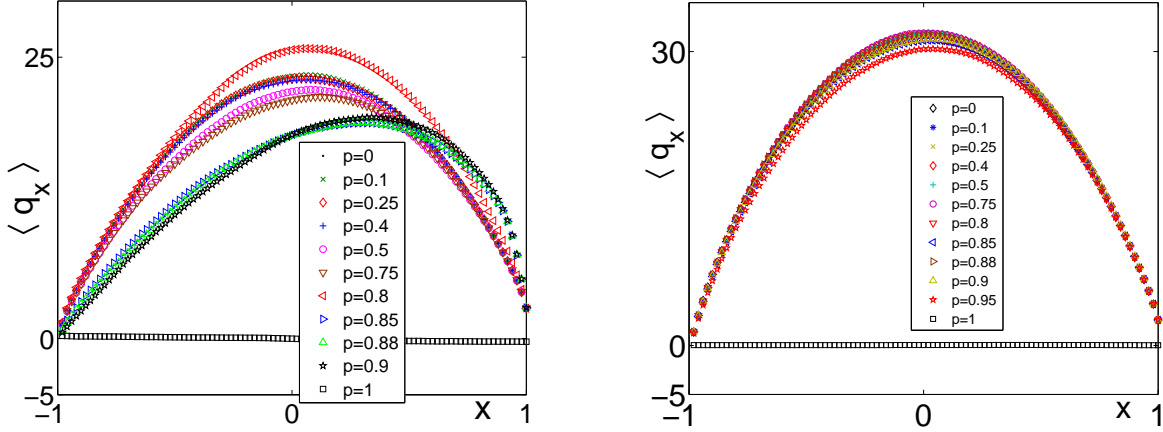 25
0
−5
−1
0
x
1
⟨ q_x ⟩
p=0
p=0.1
p=0.25
p=0.4
p=0.5
p=0.75
p=0.8
p=0.85
p=0.88
p=0.9
p=1
30
0
−5
−1
0
x
1
⟨ q_x ⟩
p=0
p=0.1
p=0.25
p=0.4
p=0.5
p=0.75
p=0.8
p=0.85
p=0.88
p=0.9
p=0.95
p=1